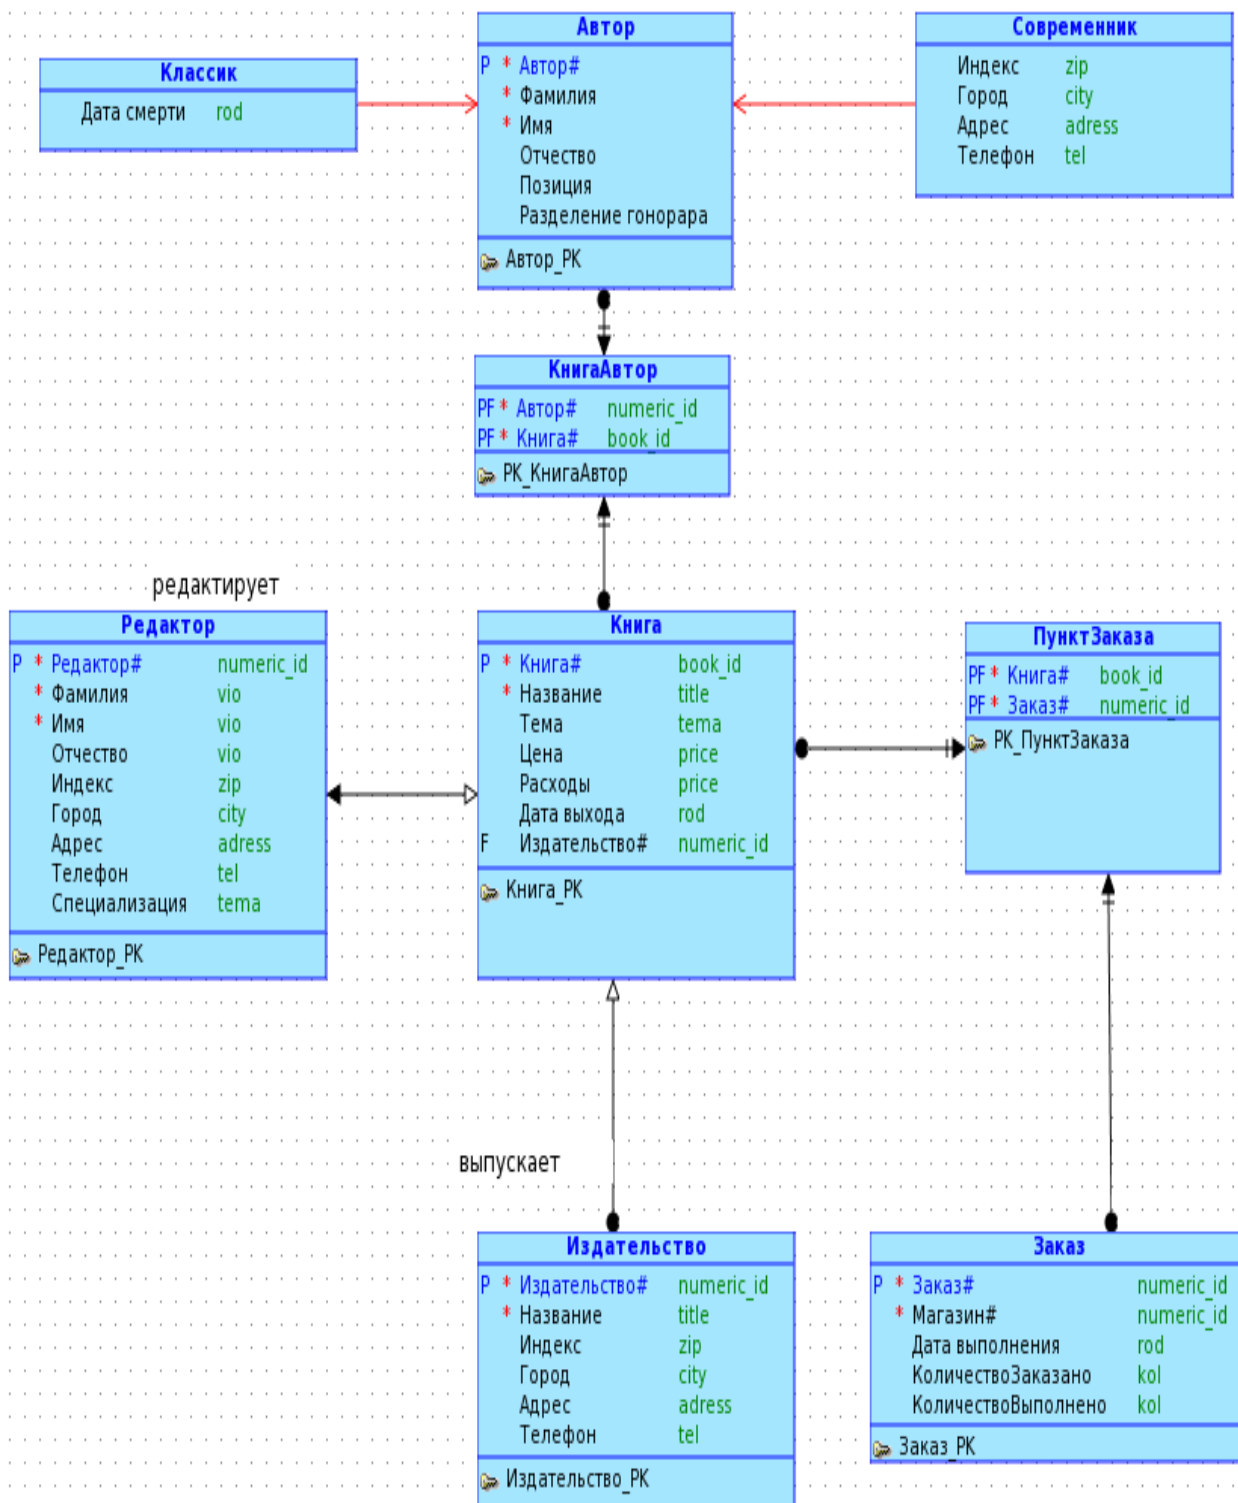 Автор
P * Автор#
* Фамилия
* Имя
Отчество
Позиция
Разделение гонорара
Автор_PK
Современник
Индекс zip
Город city
Адрес adress
Телефон tel
Классик
Дата смерти rod
КнигаАвтор
PF * Автор# numeric_id
PF * Книга# book_id
PK_КнигаАвтор
редактирует
Редактор
P * Редактор# numeric_id
* Фамилия vio
* Имя vio
Отчество vio
Индекс zip
Город city
Адрес adress
Телефон tel
Специализация tema
Редактор_PK
Книга
P * Книга# book_id
* Название title
Тема tema
Цена price
Расходы price
Дата выхода rod
F Издательство# numeric_id
Книга_PK
ПунктЗаказа
PF * Книга# book_id
PF * Заказ# numeric_id
PK_ПунктЗаказа
выпускает
Издательство
P * Издательство# numeric_id
* Название title
Индекс zip
Город city
Адрес adress
Телефон tel
Издательство_PK
Заказ
P * Заказ# numeric_id
* Магазин# numeric_id
Дата выполнения rod
КоличествоЗаказано kol
КоличествоВыполнено kol
Заказ_PK